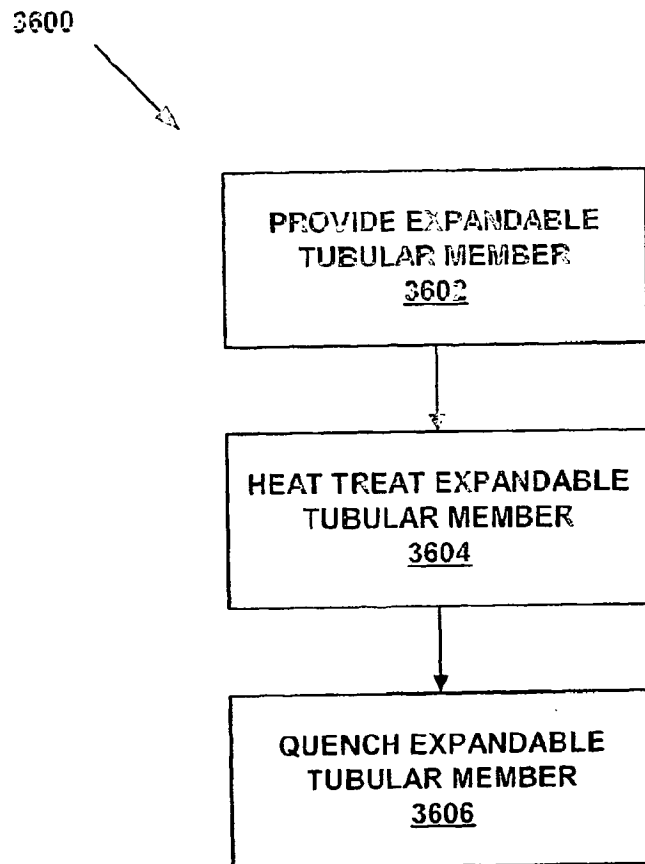 3600
PROVIDE EXPANDABLE
TUBULAR MEMBER
3602
HEAT TREAT EXPANDABLE
TUBULAR MEMBER
3604
QUENCH EXPANDABLE
TUBULAR MEMBER
3606